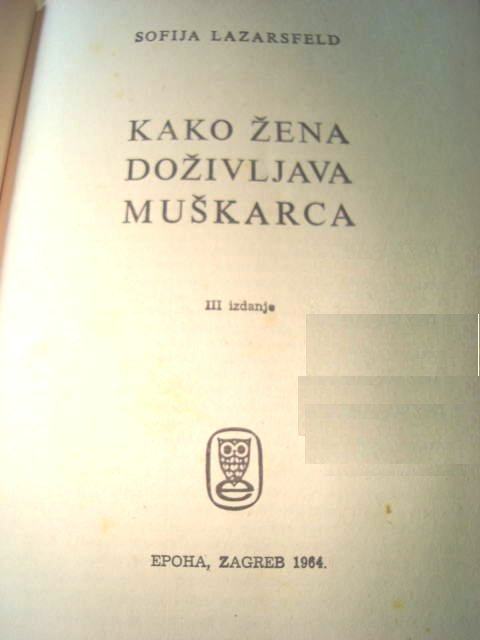 SOFIJA LAZARSFELD
KAKO ŽENA
DOŽIVLJAVA
MUŠKARCA
III izdanje
e
EPOHA, ZAGREB 1964.